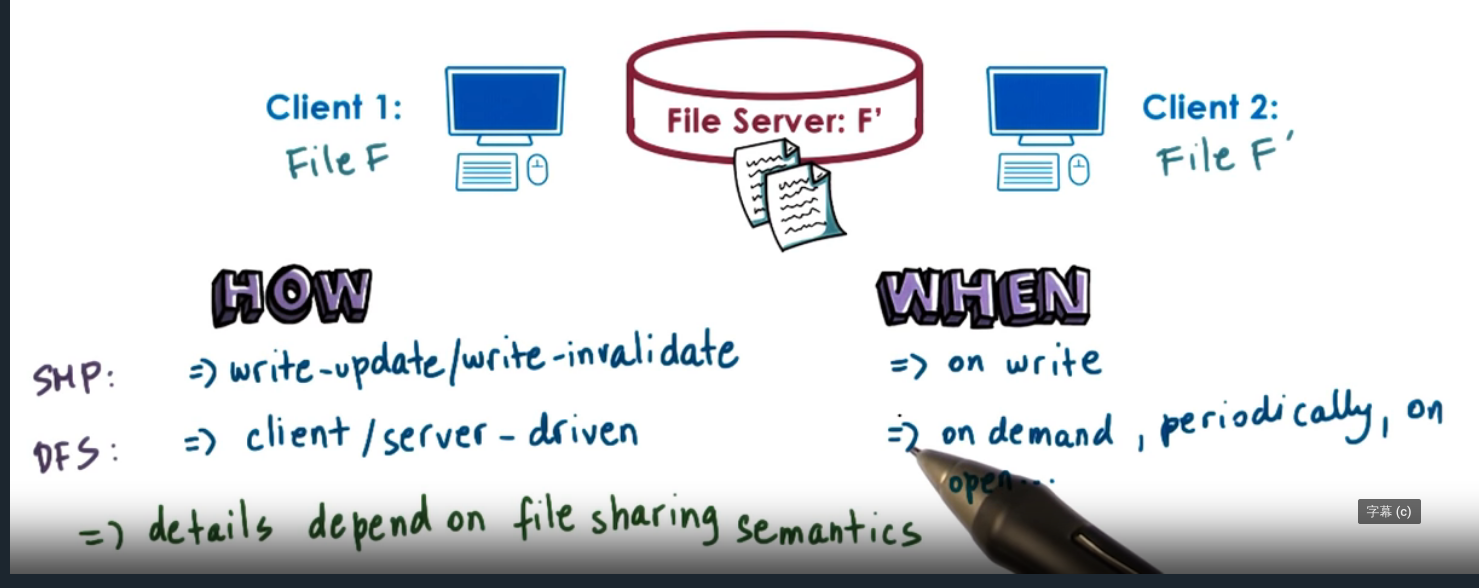 Client 1:
File F
File Server: F'
Client 2:
File F'
HOW
WHEN
SMP: => write-update/write-invalidate => on write
DFS: => client/server-driven => on demand, periodically, on
open...
=> details depend on file sharing semantics
字幕 (c)